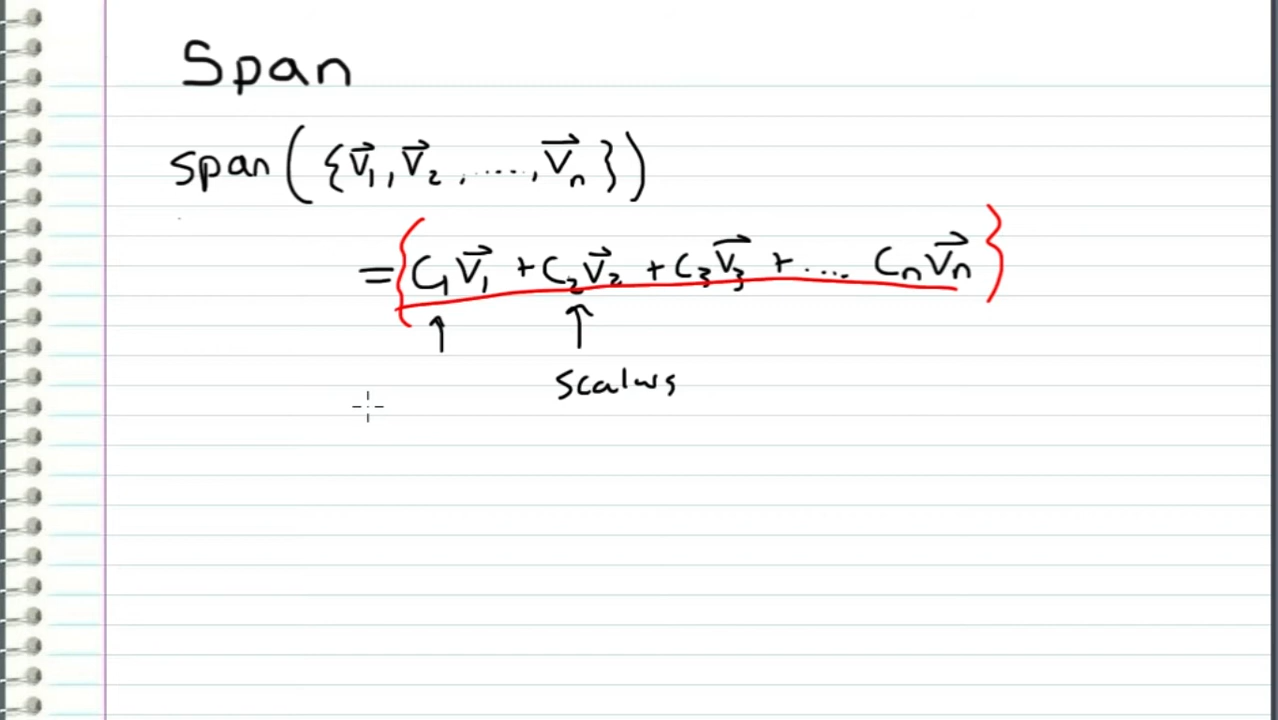 Span
span({v⃗₁, v⃗₂, ...., v⃗ₙ})
= {C₁v⃗₁ + C₂v⃗₂ + C₃v⃗₃ + .... Cₙv⃗ₙ}
↑ ↑
scalars